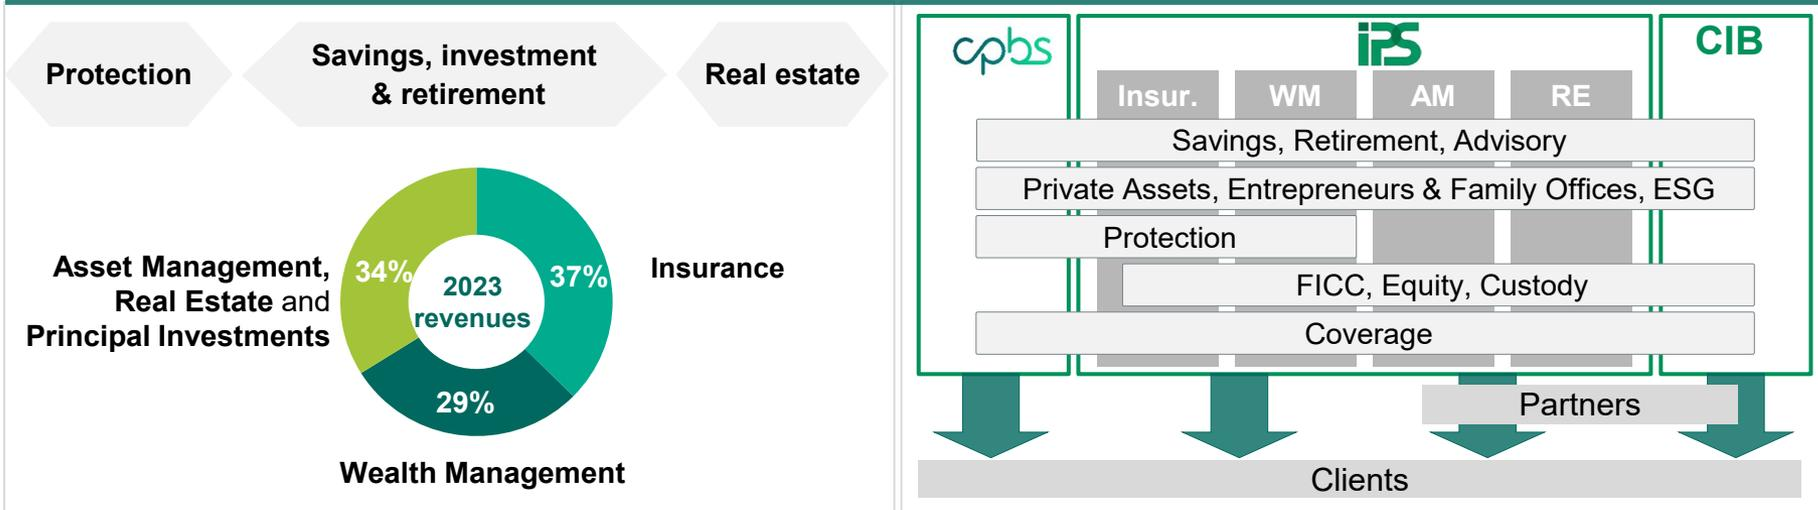 Protection
Savings, investment
& retirement
Real estate
34%
37%
29%
2023
revenues
Asset Management,
Real Estate and
Principal Investments
Insurance
Wealth Management
cpbs
iPS
CIB
Insur.
WM
AM
RE
Savings, Retirement, Advisory
Private Assets, Entrepreneurs & Family Offices, ESG
Protection
FICC, Equity, Custody
Coverage
Partners
Clients